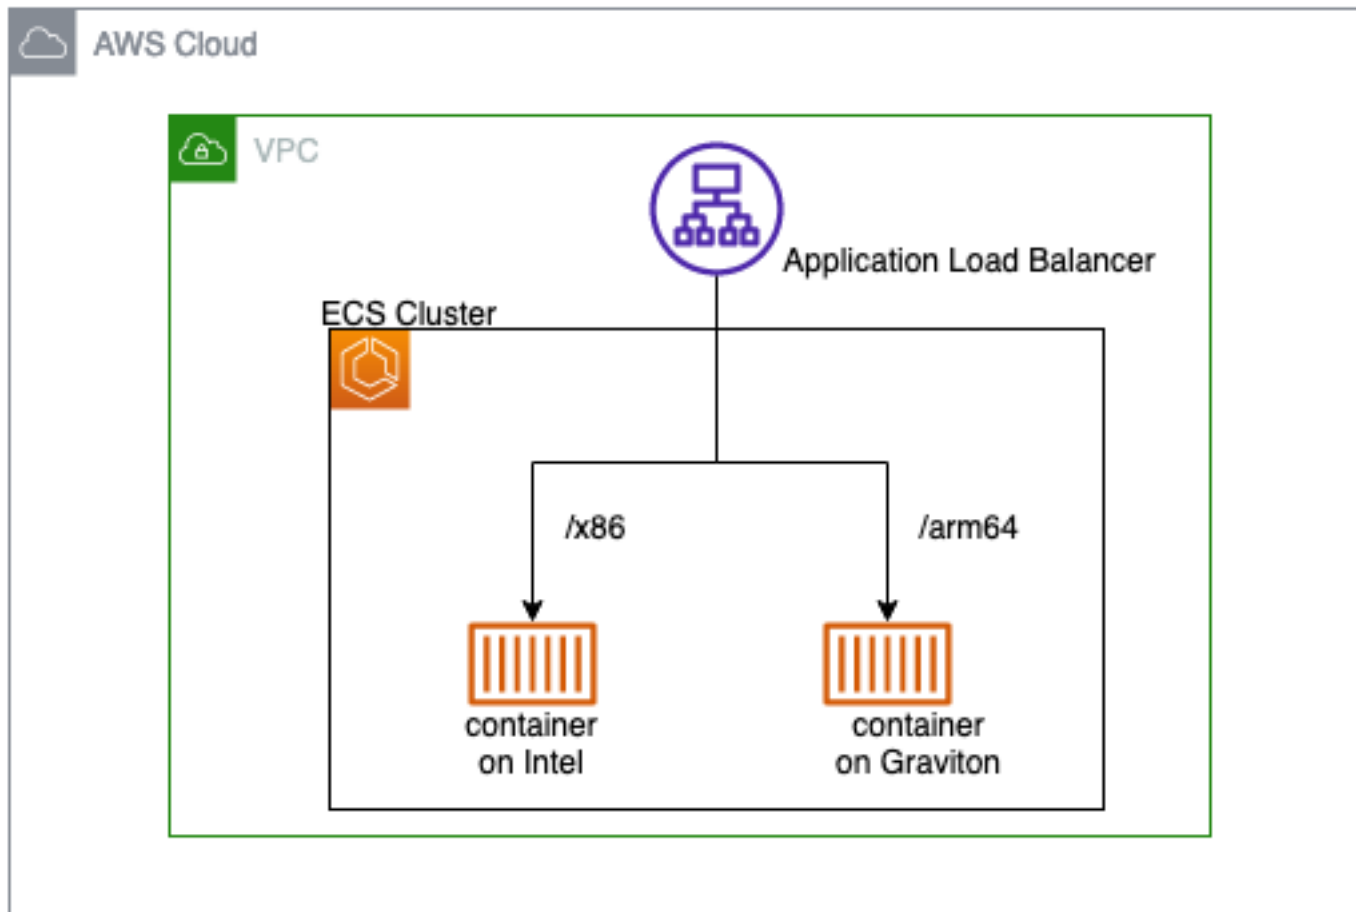 AWS Cloud
VPC
Application Load Balancer
ECS Cluster
/x86
/arm64
container
on Intel
container
on Graviton